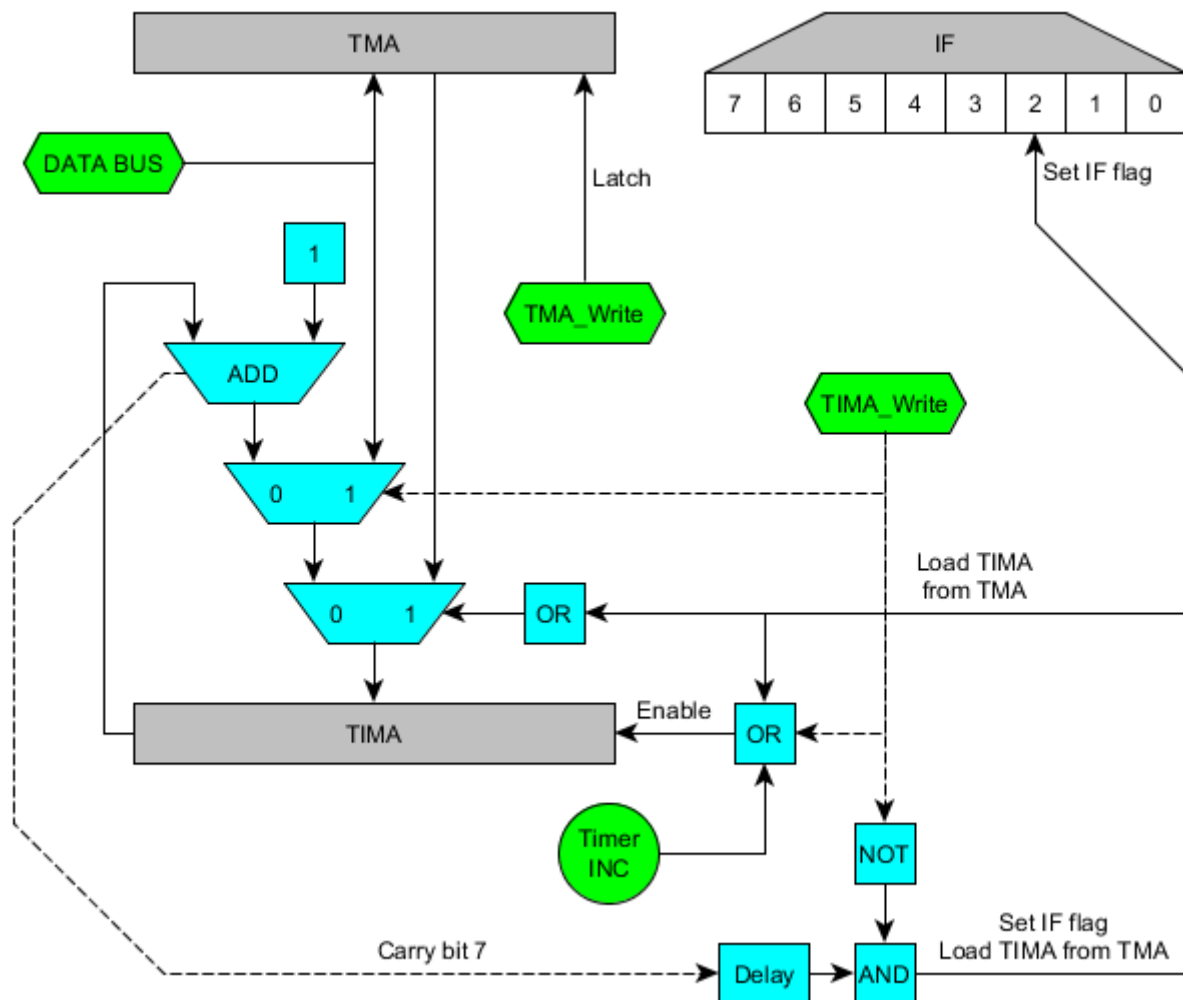 TMA
IF
7 6 5 4 3 2 1 0
DATA BUS
Latch
Set IF flag
1
TMA_Write
ADD
TIMA_Write
0 1
Load TIMA
from TMA
0 1
OR
Enable
TIMA
OR
Timer
INC
NOT
Set IF flag
Carry bit 7
Load TIMA from TMA
Delay
AND